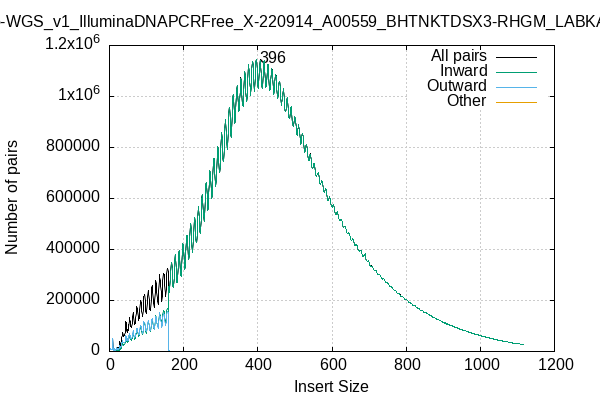 -WGS_v1_IlluminaDNAPCRFree_X-220914_A00559_BHTNKTDSX3-RHGM_LABKA
1.2x10^6
1x10^6
800000
600000
400000
200000
0
Number of pairs
396
All pairs
Inward
Outward
Other
0 200 400 600 800 1000 1200
Insert Size